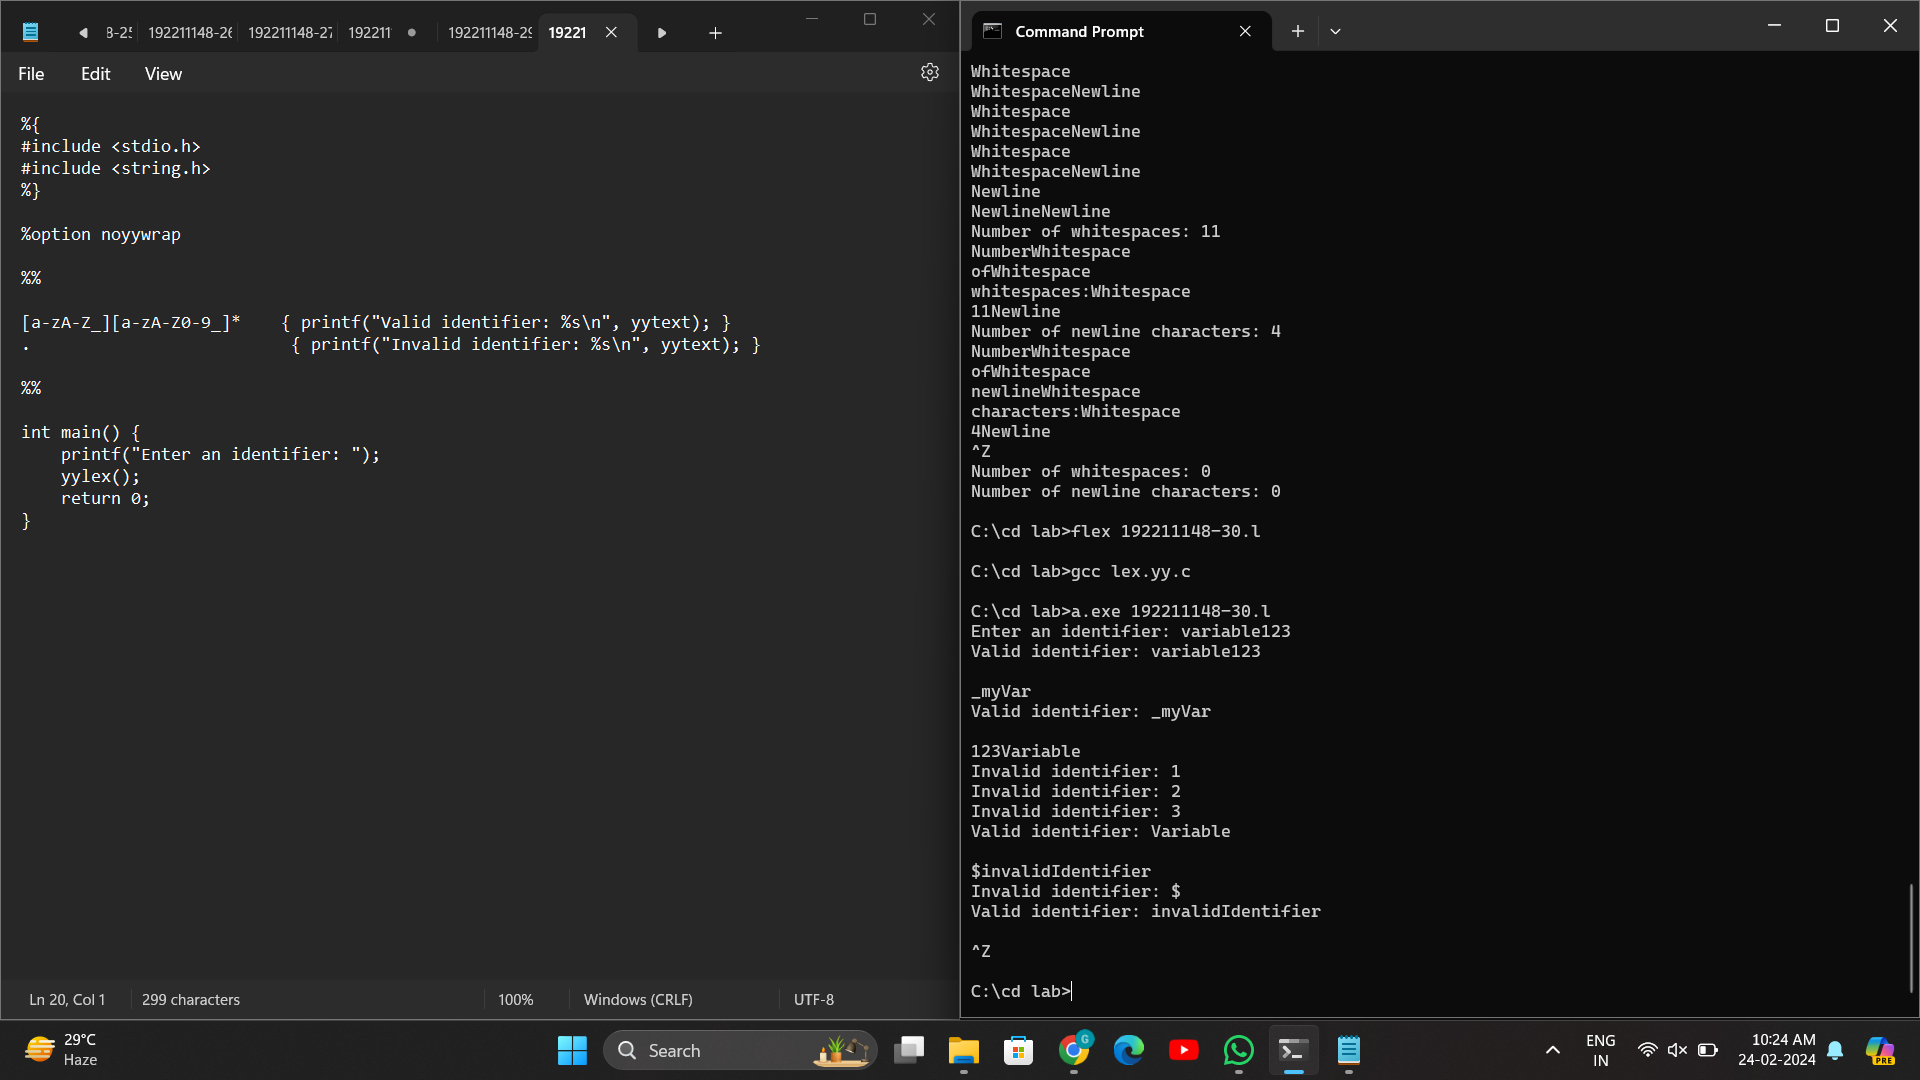 8-25
192211148-26
192211148-27
192211
192211148-29
19221
File
Edit
View
%{
#include <stdio.h>
#include <string.h>
%}
%option noyywrap
%%
[a-zA-Z_][a-zA-Z0-9_]*    { printf("Valid identifier: %s\n", yytext); }
.                          { printf("Invalid identifier: %s\n", yytext); }
%%
int main() {
    printf("Enter an identifier: ");
    yylex();
    return 0;
}
Ln 20, Col 1
299 characters
100%
Windows (CRLF)
UTF-8
Command Prompt
Whitespace
WhitespaceNewline
Whitespace
WhitespaceNewline
Whitespace
WhitespaceNewline
Newline
NewlineNewline
Number of whitespaces: 11
NumberWhitespace
ofWhitespace
whitespaces:Whitespace
11Newline
Number of newline characters: 4
NumberWhitespace
ofWhitespace
newlineWhitespace
characters:Whitespace
4Newline
^Z
Number of whitespaces: 0
Number of newline characters: 0
C:\cd lab>flex 192211148-30.l
C:\cd lab>gcc lex.yy.c
C:\cd lab>a.exe 192211148-30.l
Enter an identifier: variable123
Valid identifier: variable123
_myVar
Valid identifier: _myVar
123Variable
Invalid identifier: 1
Invalid identifier: 2
Invalid identifier: 3
Valid identifier: Variable
$invalidIdentifier
Invalid identifier: $
Valid identifier: invalidIdentifier
^Z
C:\cd lab>
29°C
Haze
Search
G
ENG
IN
10:24 AM
24-02-2024
PRE